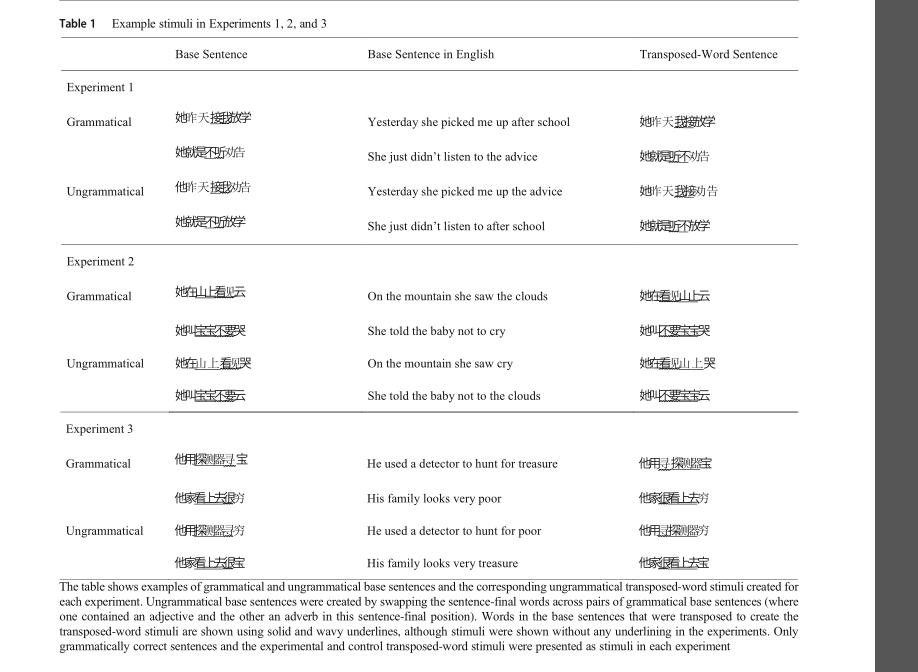 Table 1 Example stimuli in Experiments 1, 2, and 3
Base Sentence Base Sentence in English Transposed-Word Sentence
Experiment 1
Grammatical 她昨天接我放学 Yesterday she picked me up after school 她昨天我接放学
她就是不听劝告 She just didn't listen to the advice 她就是听不劝告
Ungrammatical 他昨天接我劝告 Yesterday she picked me up the advice 她昨天我接劝告
她就是不听放学 She just didn't listen to after school 她就是听不放学
Experiment 2
Grammatical 她在山上看见云 On the mountain she saw the clouds 她在看见山上云
她叫宝宝不要哭 She told the baby not to cry 她叫不要宝宝哭
Ungrammatical 她在山上看见哭 On the mountain she saw cry 她在看见山上哭
她叫宝宝不要云 She told the baby not to the clouds 她叫不要宝宝云
Experiment 3
Grammatical 他用探测器寻宝 He used a detector to hunt for treasure 他用寻探测器宝
他家看上去很穷 His family looks very poor 他家很看上去穷
Ungrammatical 他用探测器寻穷 He used a detector to hunt for poor 他用寻探测器穷
他家看上去很宝 His family looks very treasure 他家很看上去宝
The table shows examples of grammatical and ungrammatical base sentences and the corresponding ungrammatical transposed-word stimuli created for
each experiment. Ungrammatical base sentences were created by swapping the sentence-final words across pairs of grammatical base sentences (where
one contained an adjective and the other an adverb in this sentence-final position). Words in the base sentences that were transposed to create the
transposed-word stimuli are shown using solid and wavy underlines, although stimuli were shown without any underlining in the experiments. Only
grammatically correct sentences and the experimental and control transposed-word stimuli were presented as stimuli in each experiment